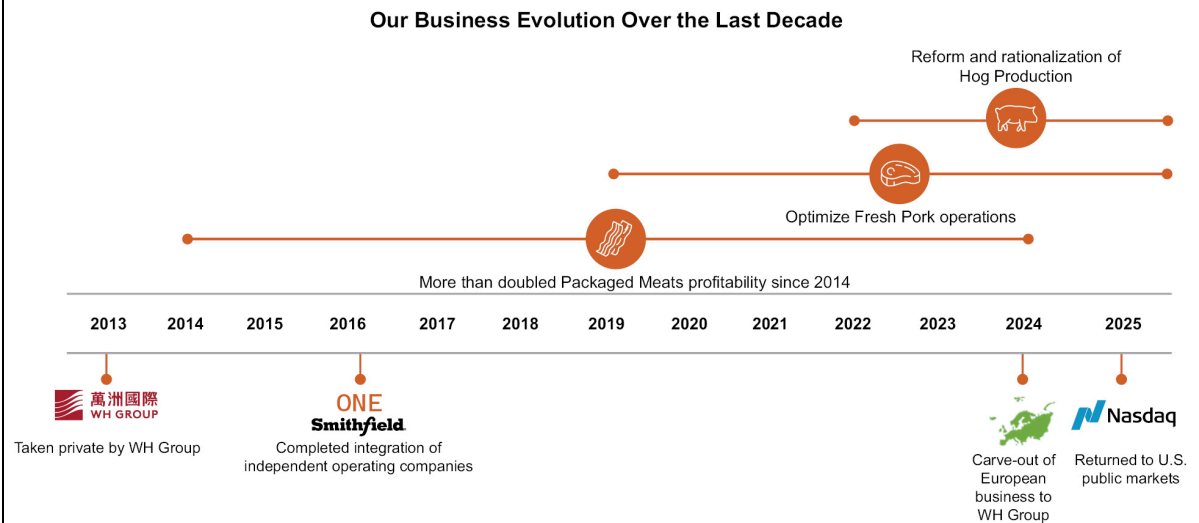 Our Business Evolution Over the Last Decade
Reform and rationalization of
Hog Production
Optimize Fresh Pork operations
More than doubled Packaged Meats profitability since 2014
2013 2014 2015 2016 2017 2018 2019 2020 2021 2022 2023 2024 2025
萬洲國際
WH GROUP
Taken private by WH Group
ONE
Smithfield
Completed integration of
independent operating companies
Carve-out of
European
business to
WH Group
Nasdaq
Returned to U.S.
public markets